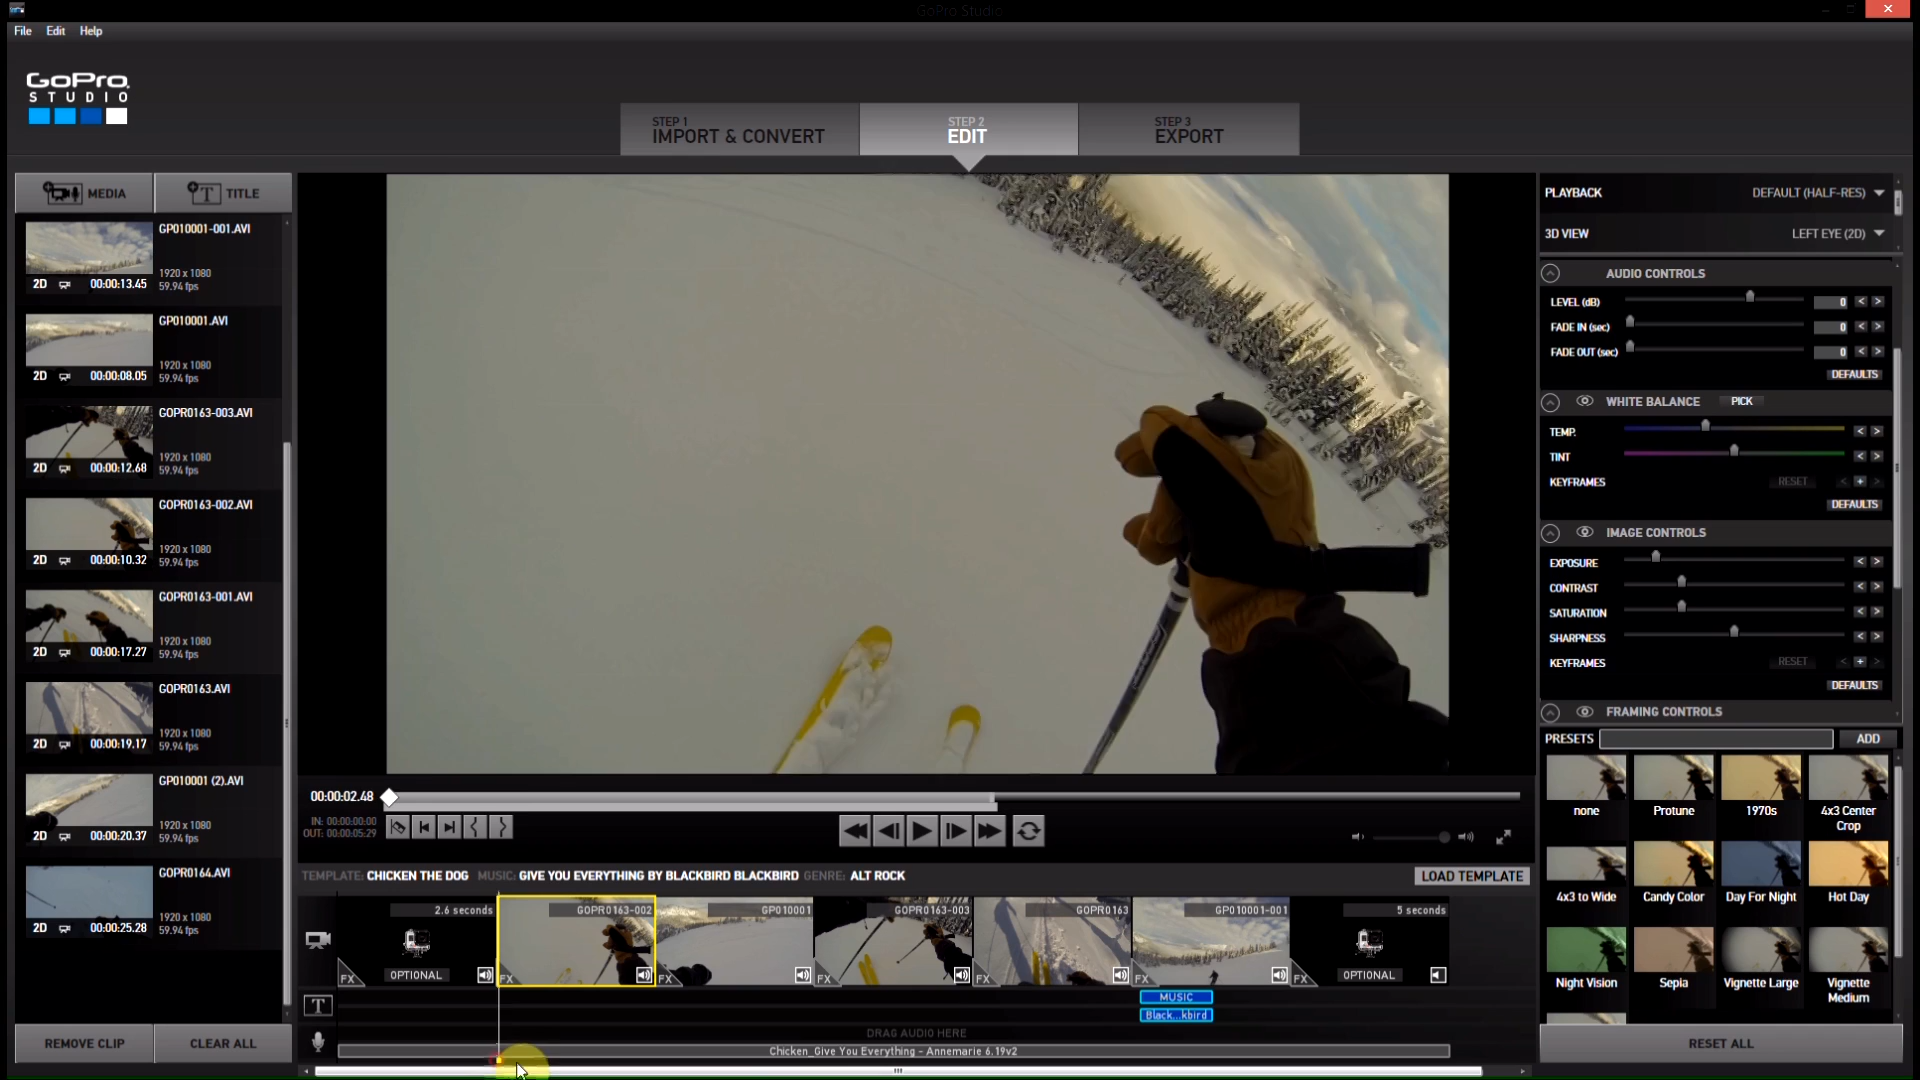 GoPro Studio
File Edit Help
GoPro
STUDIO
STEP 1
IMPORT & CONVERT
STEP 2
EDIT
STEP 3
EXPORT
MEDIA
TITLE
GP010001-001.AVI
1920 x 1080
59.94 fps
2D 00:00:13.45
GP010001.AVI
1920 x 1080
59.94 fps
2D 00:00:08.05
GOPR0163-003.AVI
1920 x 1080
59.94 fps
2D 00:00:12.68
GOPR0163-002.AVI
1920 x 1080
59.94 fps
2D 00:00:10.32
GOPR0163-001.AVI
1920 x 1080
59.94 fps
2D 00:00:17.27
GOPR0163.AVI
1920 x 1080
59.94 fps
2D 00:00:19.17
GP010001 (2).AVI
1920 x 1080
59.94 fps
2D 00:00:20.37
GOPR0164.AVI
1920 x 1080
59.94 fps
2D 00:00:25.28
REMOVE CLIP
CLEAR ALL
00:00:02.48
IN: 00:00:00:00
OUT: 00:00:05:29
TEMPLATE: CHICKEN THE DOG MUSIC: GIVE YOU EVERYTHING BY BLACKBIRD BLACKBIRD GENRE: ALT ROCK
LOAD TEMPLATE
2.6 seconds
FX
OPTIONAL
GOPR0163-002
FX
GP010001
FX
GOPR0163-003
FX
GOPR0163
FX
GP010001-001
FX
5 seconds
FX
OPTIONAL
T
MUSIC
Black...kbird
DRAG AUDIO HERE
Chicken_Give You Everything - Annemarie 6.19v2
PLAYBACK
DEFAULT (HALF-RES)
3D VIEW
LEFT EYE (2D)
AUDIO CONTROLS
LEVEL (dB) 0 < >
FADE IN (sec) 0 < >
FADE OUT (sec) 0 < >
DEFAULTS
WHITE BALANCE PICK
TEMP. < >
TINT < >
KEYFRAMES RESET < + >
DEFAULTS
IMAGE CONTROLS
EXPOSURE < >
CONTRAST < >
SATURATION < >
SHARPNESS < >
KEYFRAMES RESET < + >
DEFAULTS
FRAMING CONTROLS
PRESETS ADD
none
Protune
1970s
4x3 Center Crop
4x3 to Wide
Candy Color
Day For Night
Hot Day
Night Vision
Sepia
Vignette Large
Vignette Medium
RESET ALL